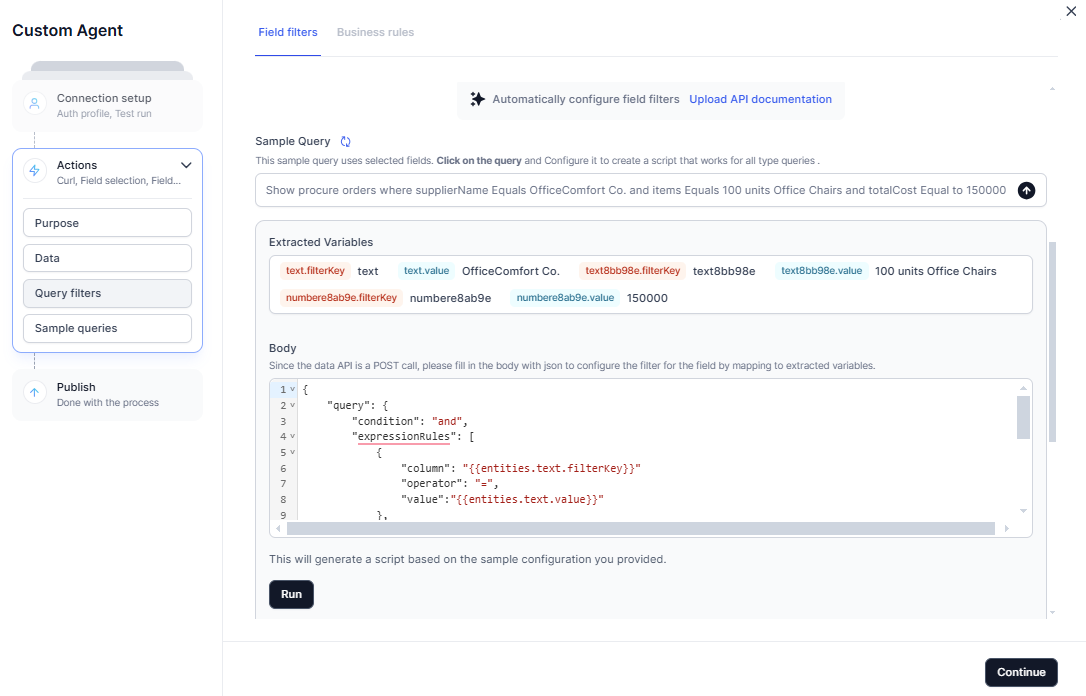 Custom Agent
Connection setup
Auth profile, Test run
Actions
Curl, Field selection, Field...
Purpose
Data
Query filters
Sample queries
Publish
Done with the process
Field filters
Business rules
Automatically configure field filters Upload API documentation
Sample Query
This sample query uses selected fields. Click on the query and Configure it to create a script that works for all type queries .
Show procure orders where supplierName Equals OfficeComfort Co. and items Equals 100 units Office Chairs and totalCost Equal to 150000
Extracted Variables
text.filterKey text text.value OfficeComfort Co. text8bb98e.filterKey text8bb98e text8bb98e.value 100 units Office Chairs
numbere8ab9e.filterKey numbere8ab9e numbere8ab9e.value 150000
Body
Since the data API is a POST call, please fill in the body with json to configure the filter for the field by mapping to extracted variables.
1 {
2 "query": {
3 "condition": "and",
4 "expressionRules": [
5 {
6 "column": "{{entities.text.filterKey}}"
7 "operator": "=",
8 "value":"{{entities.text.value}}"
9 },
This will generate a script based on the sample configuration you provided.
Run
Continue